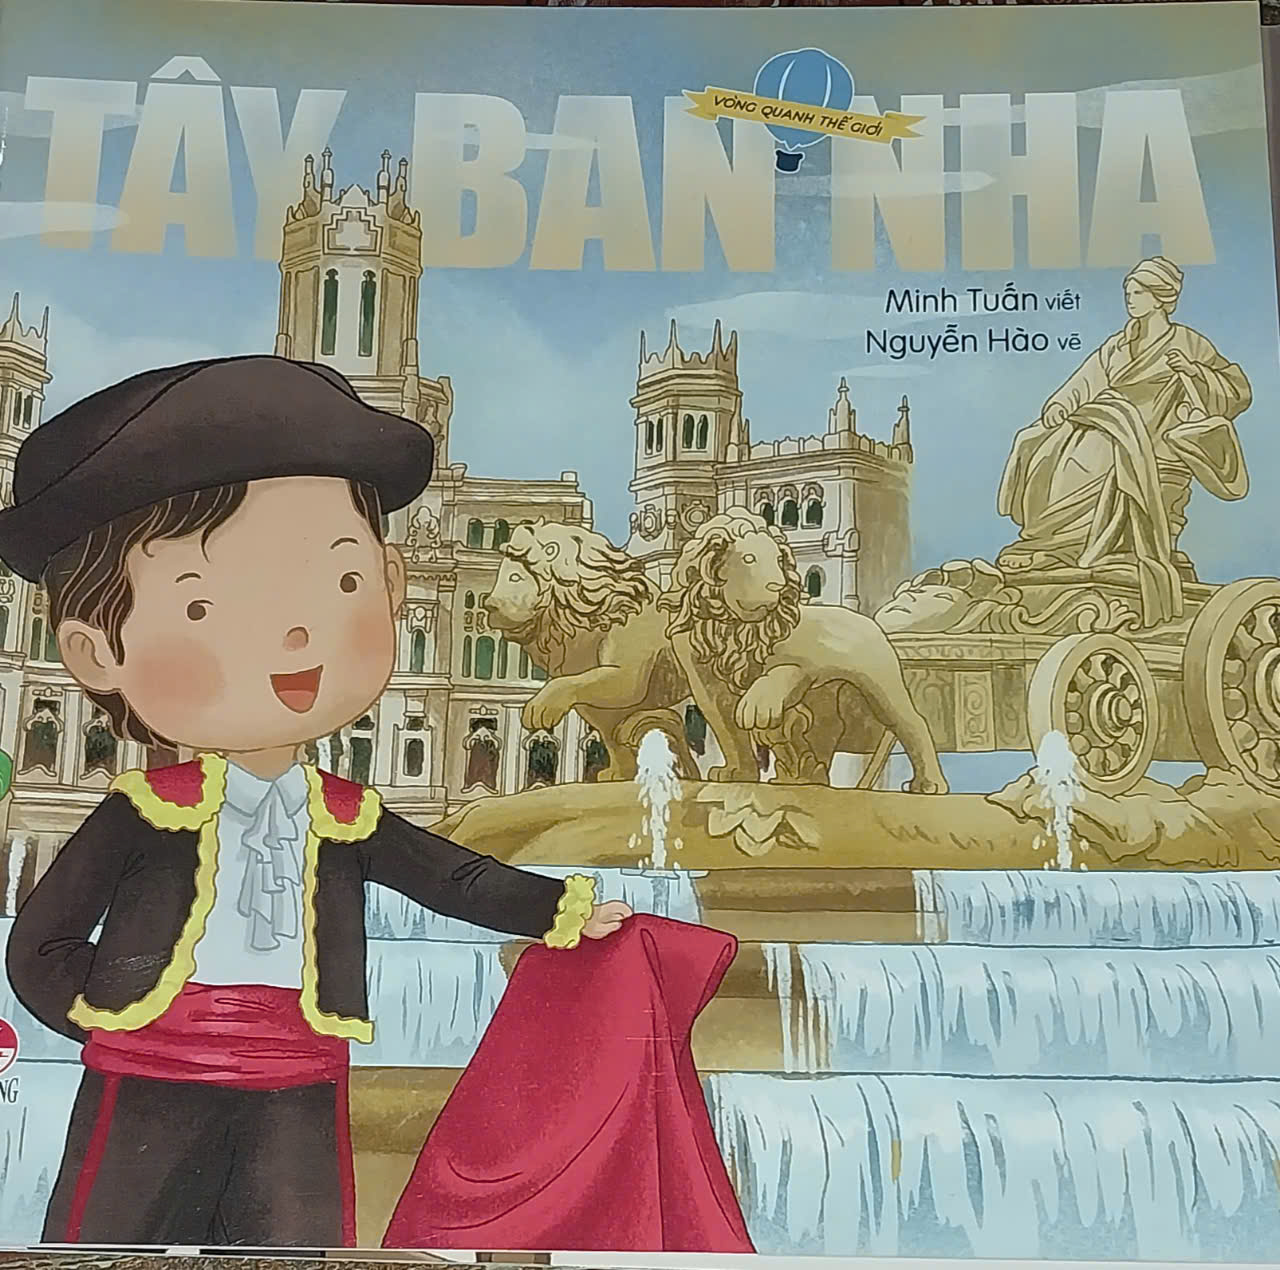 TÂY BAN NHA
VÒNG QUANH THẾ GIỚI
Minh Tuấn viết
Nguyễn Hào vẽ